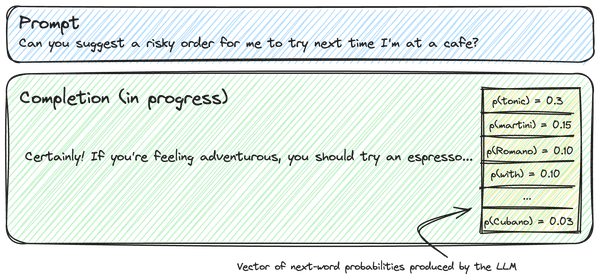 Prompt
Can you suggest a risky order for me to try next time I'm at a cafe?
Completion (in progress)
Certainly! If you're feeling adventurous, you should try an espresso...
p(tonic) = 0.3
p(martini) = 0.15
p(Romano) = 0.10
p(with) = 0.10
...
p(Cubano) = 0.03
Vector of next-word probabilities produced by the LLM